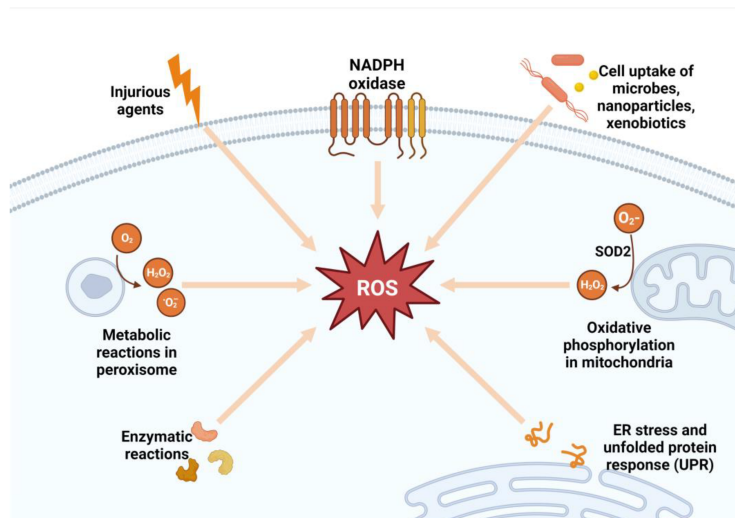 NADPH
oxidase
Injurious
agents
Cell uptake of
microbes,
nanoparticles,
xenobiotics
O₂
H₂O₂
·O₂⁻
Metabolic
reactions in
peroxisome
ROS
O₂-
SOD2
H₂O₂
Oxidative
phosphorylation
in mitochondria
Enzymatic
reactions
ER stress and
unfolded protein
response (UPR)